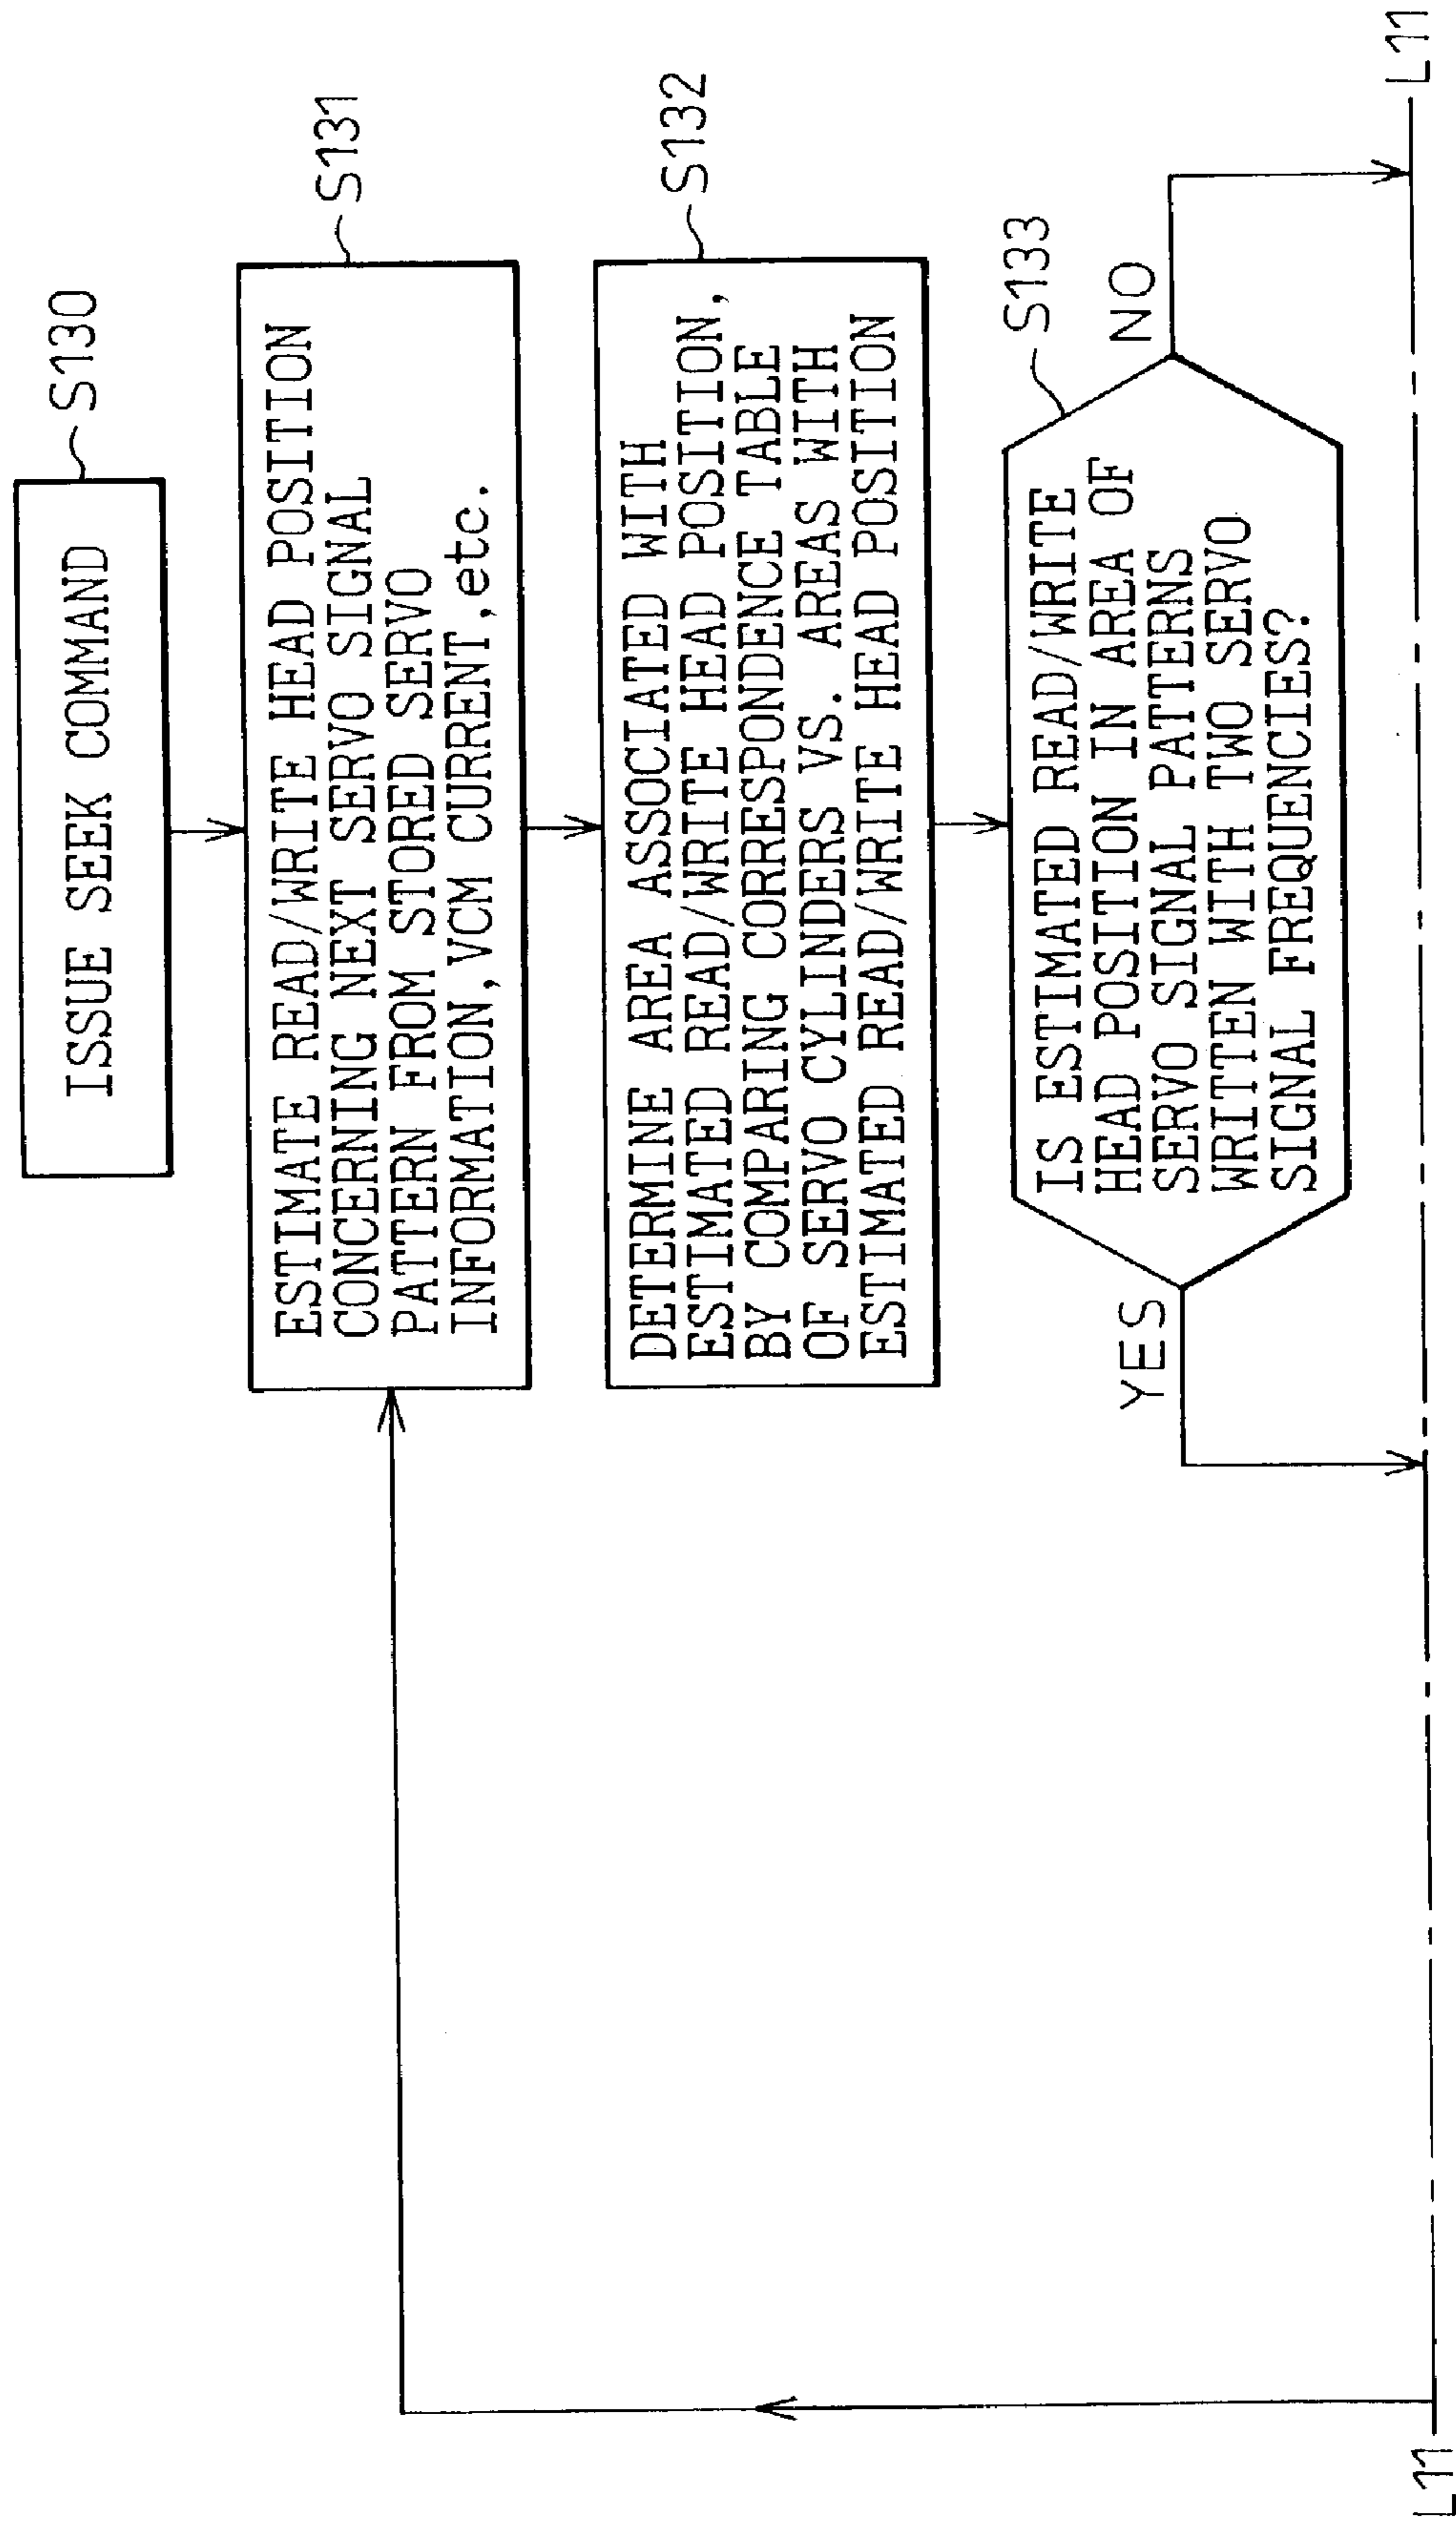 ISSUE SEEK COMMAND
S130
ESTIMATE READ/WRITE HEAD POSITION
CONCERNING NEXT SERVO SIGNAL
PATTERN FROM STORED SERVO
INFORMATION,VCM CURRENT,etc.
S131
DETERMINE AREA ASSOCIATED WITH
ESTIMATED READ/WRITE HEAD POSITION,
BY COMPARING CORRESPONDENCE TABLE
OF SERVO CYLINDERS VS. AREAS WITH
ESTIMATED READ/WRITE HEAD POSITION
S132
IS ESTIMATED READ/WRITE
HEAD POSITION IN AREA OF
SERVO SIGNAL PATTERNS
WRITTEN WITH TWO SERVO
SIGNAL FREQUENCIES?
S133
YES
NO
L11
L11